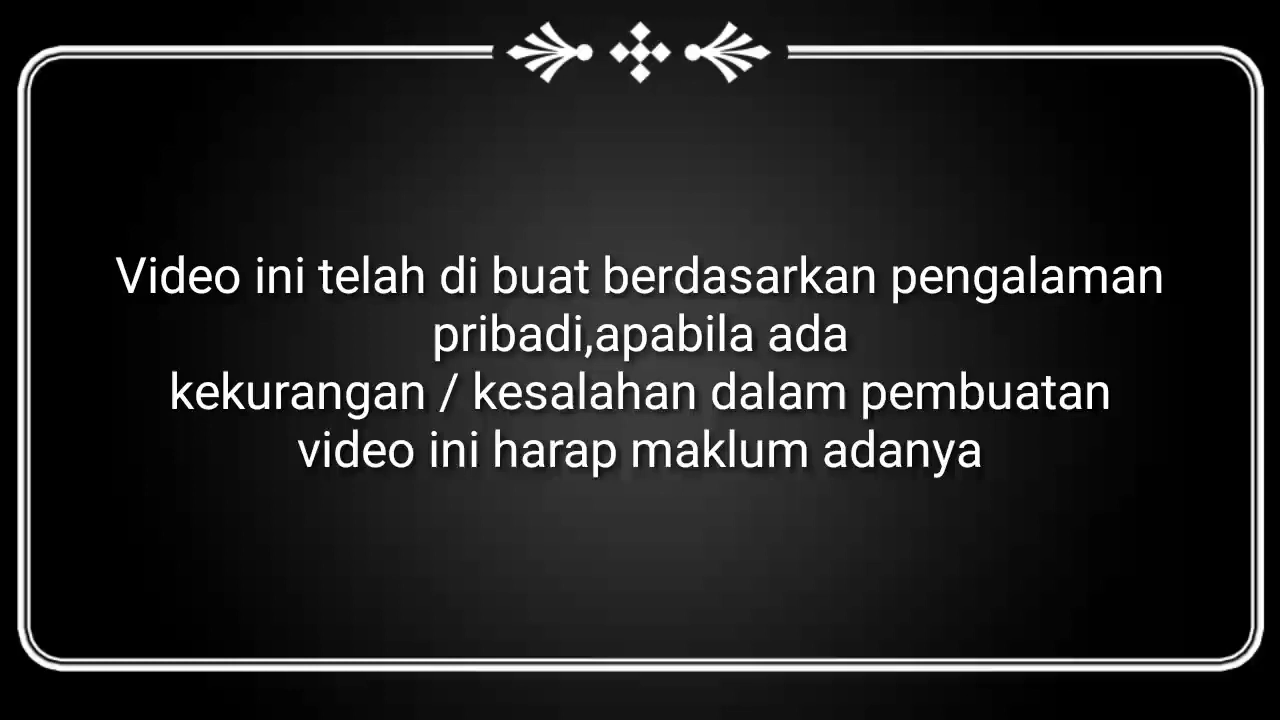 Video ini telah di buat berdasarkan pengalaman
pribadi,apabila ada
kekurangan / kesalahan dalam pembuatan
video ini harap maklum adanya